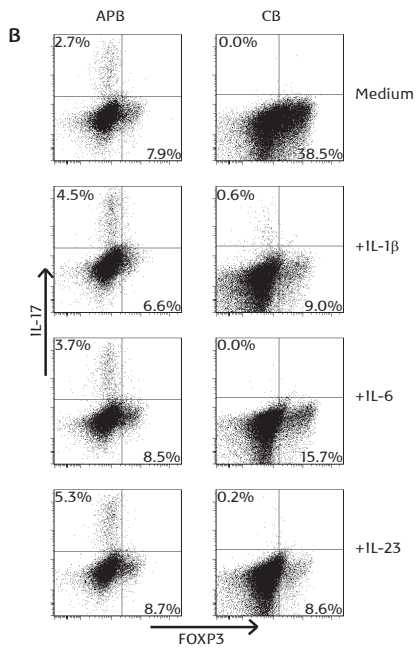 APB CB
B
2.7% 0.0%
Medium
7.9% 38.5%
4.5% 0.6%
+IL-1β
6.6% 9.0%
3.7% 0.0%
+IL-6
8.5% 15.7%
5.3% 0.2%
+IL-23
8.7% 8.6%
IL-17
FOXP3